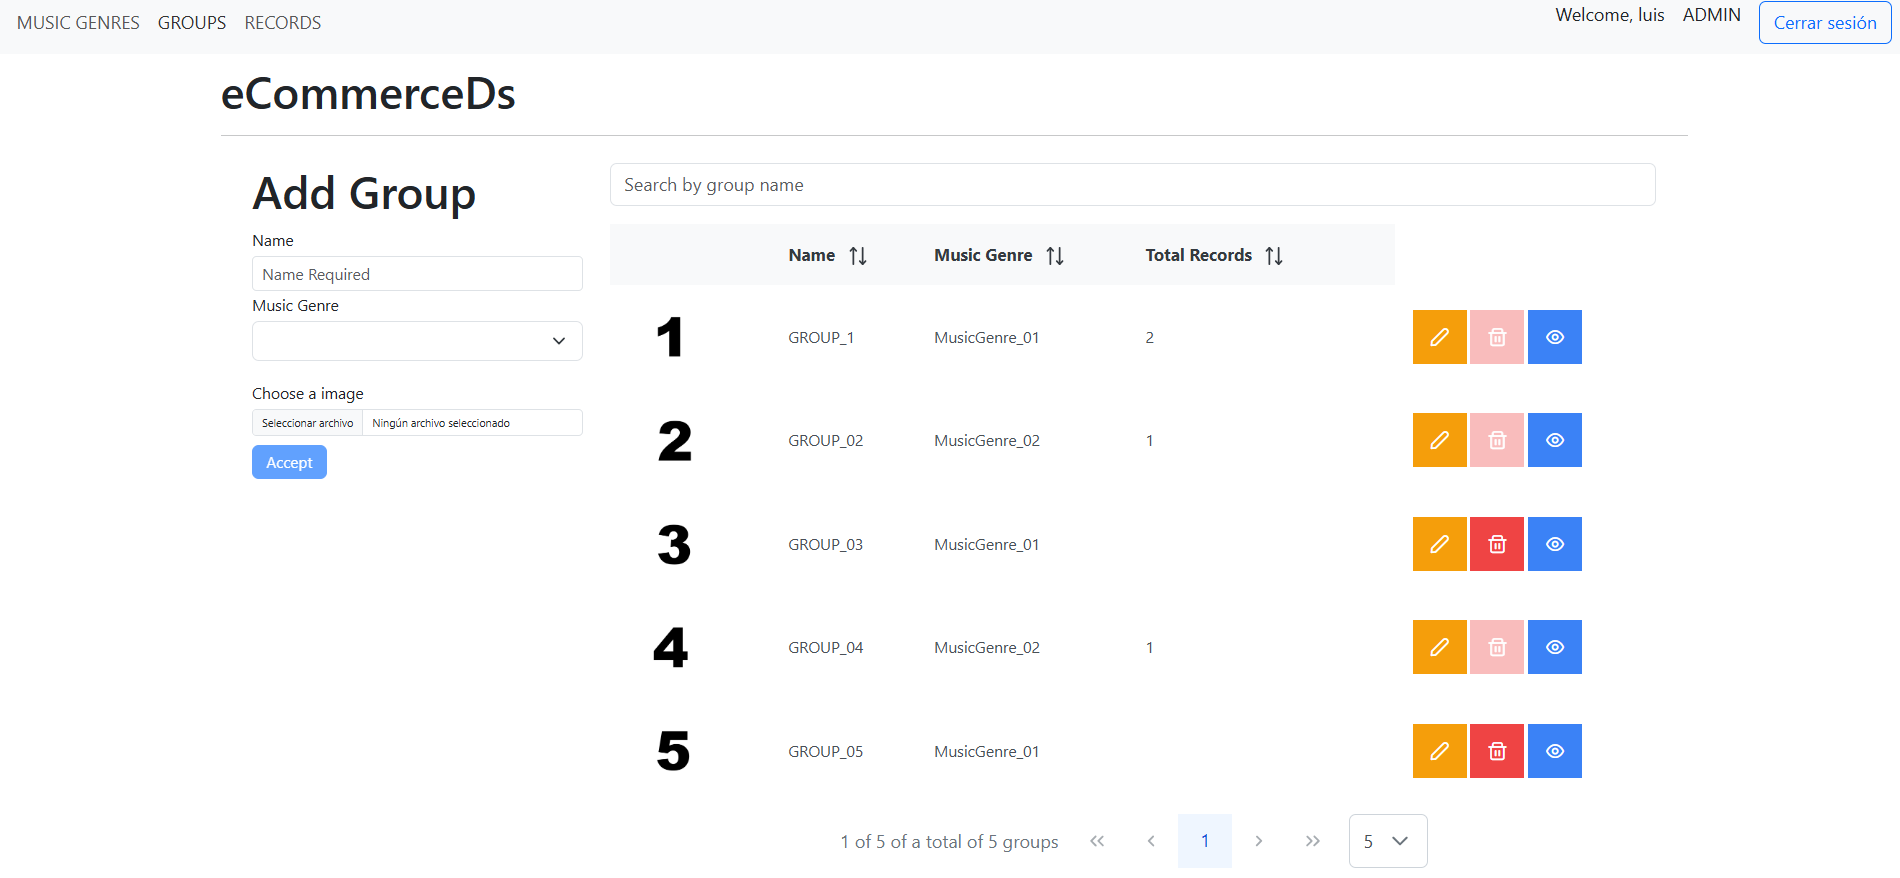 MUSIC GENRES GROUPS RECORDS Welcome, luis ADMIN Cerrar sesión
eCommerceDs
Add Group
Name
Name Required
Music Genre
Choose a image
Seleccionar archivo Ningún archivo seleccionado
Accept
Search by group name
Name Music Genre Total Records
1 GROUP_1 MusicGenre_01 2
2 GROUP_02 MusicGenre_02 1
3 GROUP_03 MusicGenre_01
4 GROUP_04 MusicGenre_02 1
5 GROUP_05 MusicGenre_01
1 of 5 of a total of 5 groups 1 5